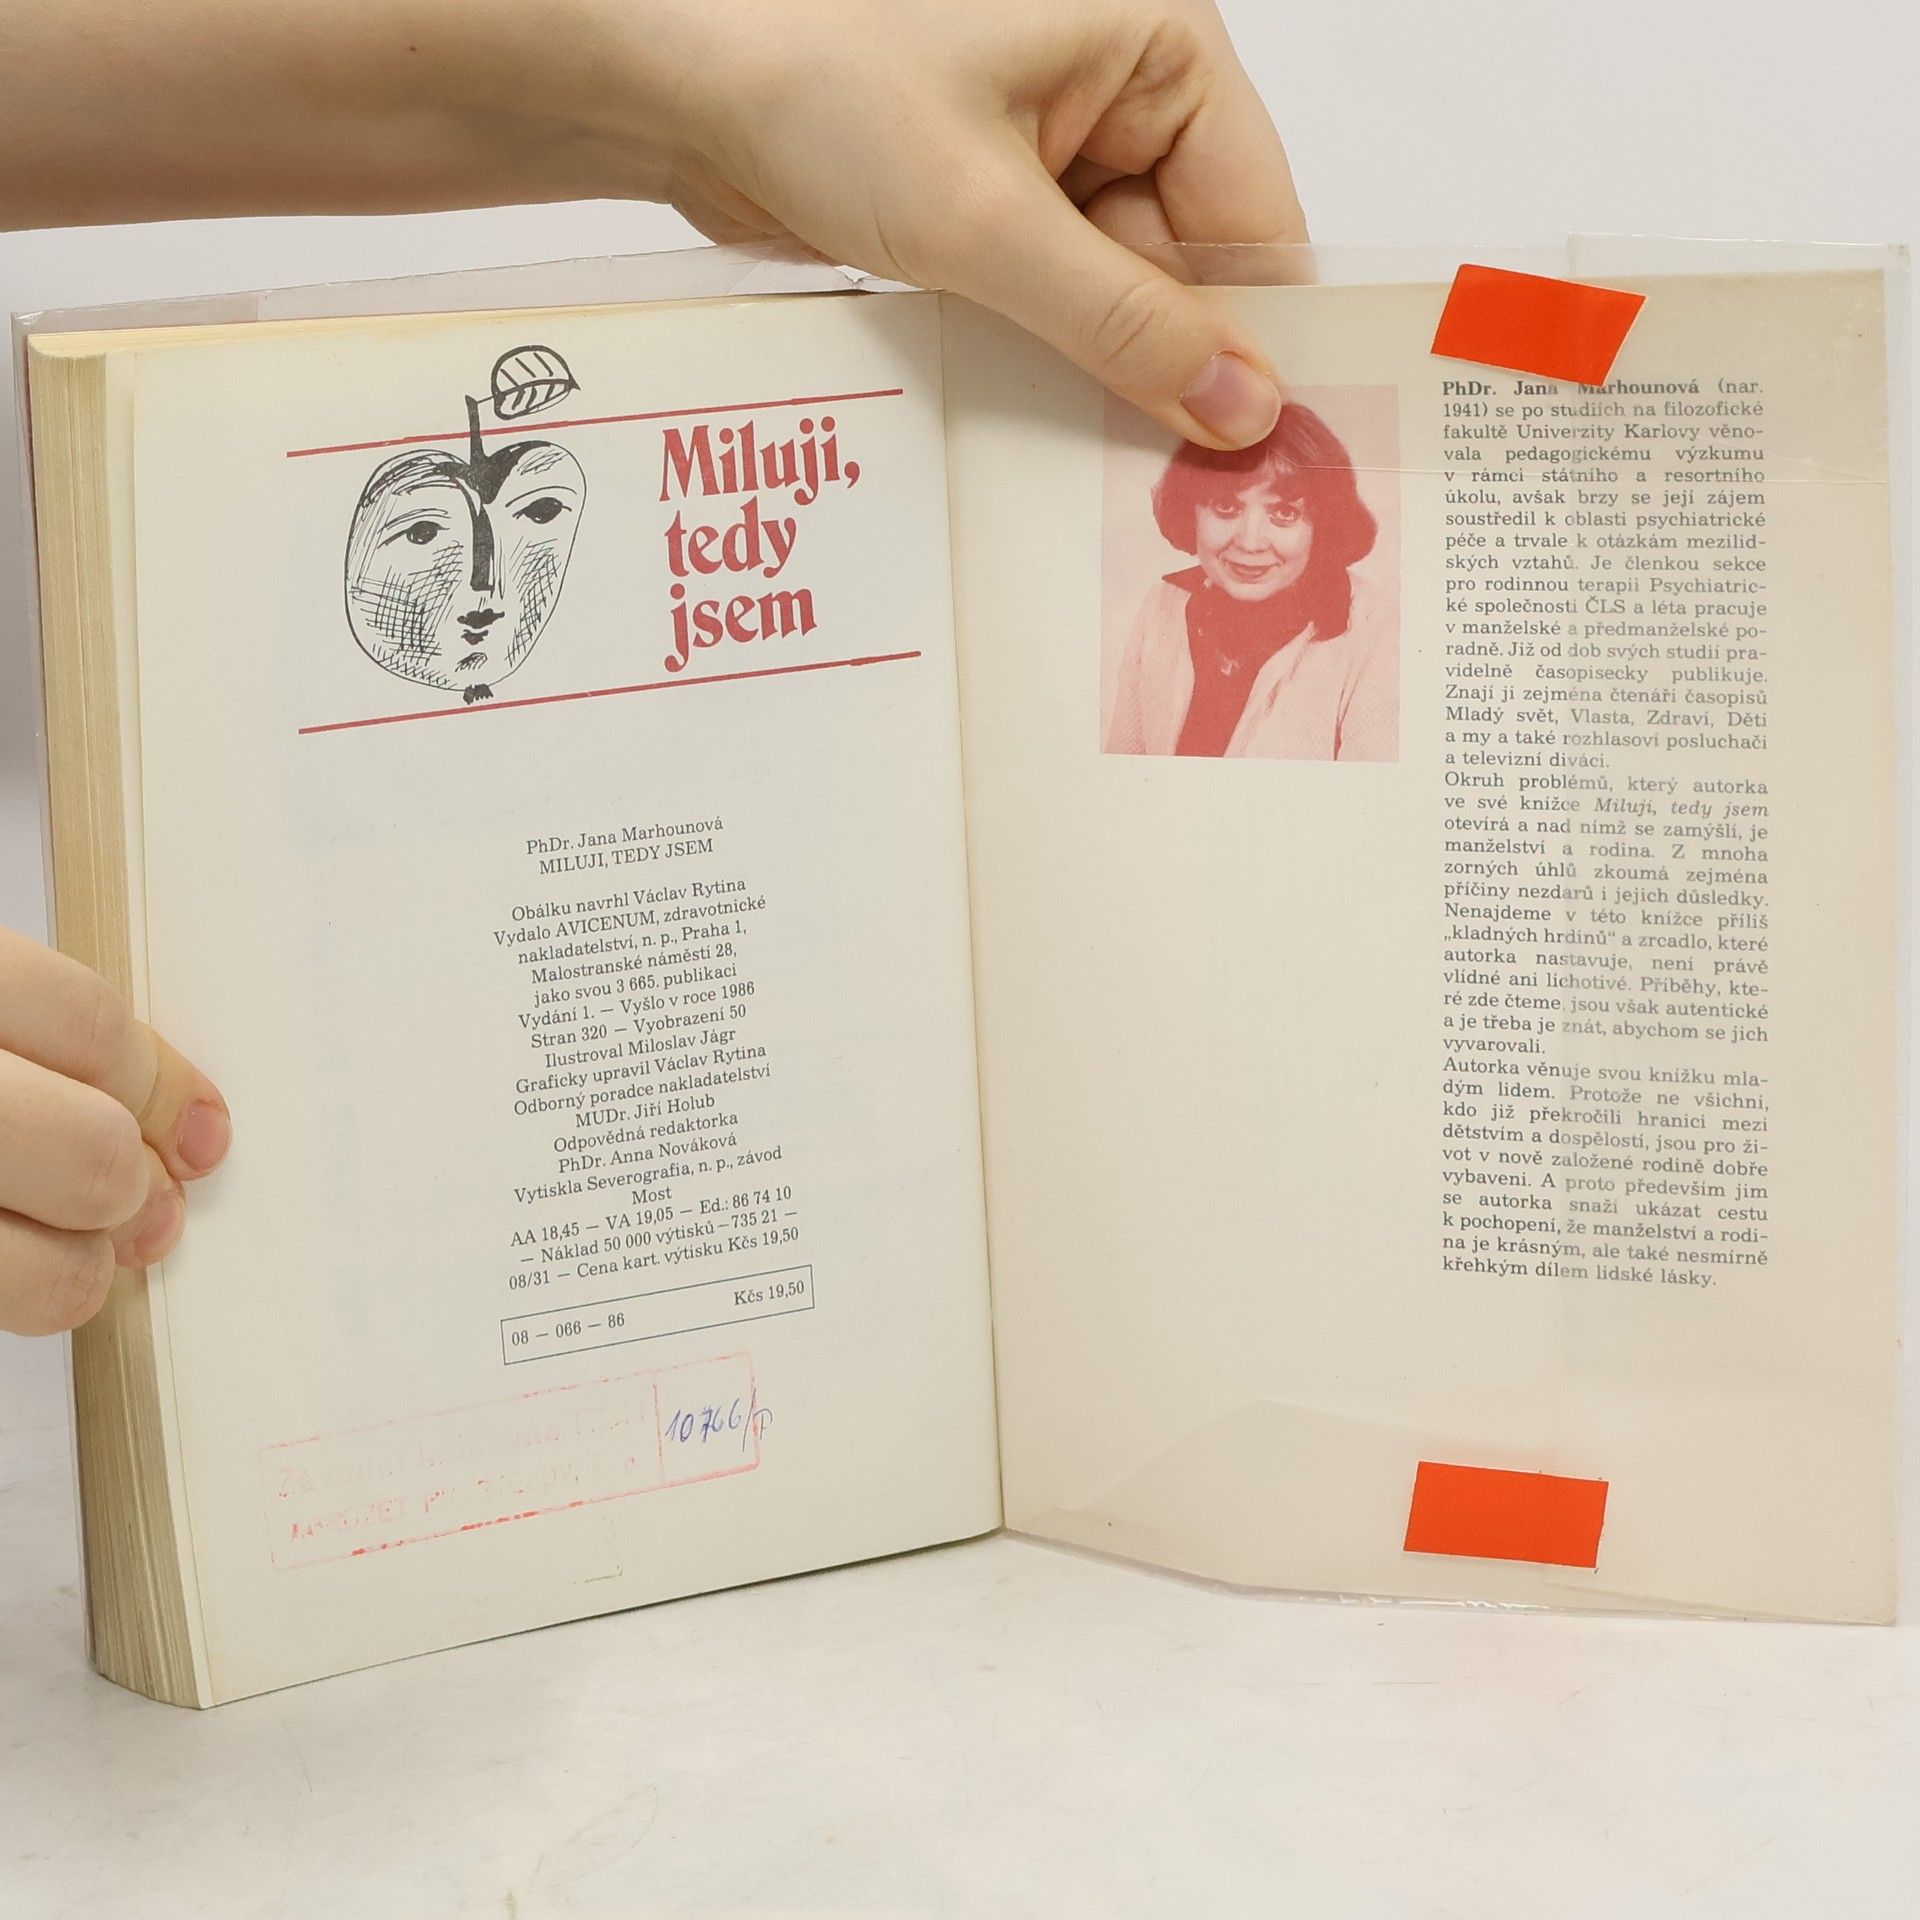 Miluji,
tedy
jsem
PhDr. Jana Marhounová
MILUJI, TEDY JSEM
Obálku navrhl Václav Rytina
Vydalo AVICENUM, zdravotnické
nakladatelství, n. p., Praha 1,
Malostranské náměstí 28,
jako svou 3 665. publikaci
Vydání 1. — Vyšlo v roce 1986
Stran 320 — Vyobrazení 50
Ilustroval Miloslav Jágr
Graficky upravil Václav Rytina
Odborný poradce nakladatelství
MUDr. Jiří Holub
Odpovědná redaktorka
PhDr. Anna Nováková
Vytiskla Severografia, n. p., závod
Most
AA 18,45 — VA 19,05 — Ed.: 86 74 10
— Náklad 50 000 výtisků — 735 21 —
08/31 — Cena kart. výtisku Kčs 19,50
08 — 066 — 86 Kčs 19,50
PhDr. Jana Marhounová (nar.
1941) se po studiích na filozofické
fakultě Univerzity Karlovy věno-
vala pedagogickému výzkumu
v rámci státního a resortního
úkolu, avšak brzy se její zájem
soustředil k oblasti psychiatrické
péče a trvale k otázkám mezilid-
ských vztahů. Je členkou sekce
pro rodinnou terapii Psychiatric-
ké společnosti ČLS a léta pracuje
v manželské a předmanželské po-
radně. Již od dob svých studií pra-
videlně časopisecky publikuje.
Znají ji zejména čtenáři časopisů
Mladý svět, Vlasta, Zdraví, Děti
a my a také rozhlasoví posluchači
a televizní diváci.
Okruh problémů, který autorka
ve své knížce Miluji, tedy jsem
otevírá a nad nímž se zamýšlí, je
manželství a rodina. Z mnoha
zorných úhlů zkoumá zejména
příčiny nezdarů i jejich důsledky.
Nenajdeme v této knížce příliš
„kladných hrdinů“ a zrcadlo, které
autorka nastavuje, není právě
vlídné ani lichotivé. Příběhy, kte-
ré zde čteme, jsou však autentické
a je třeba je znát, abychom se jich
vyvarovali.
Autorka věnuje svou knížku mla-
dým lidem. Protože ne všichni,
kdo již překročili hranici mezi
dětstvím a dospělostí, jsou pro ži-
vot v nově založené rodině dobře
vybaveni. A proto především jim
se autorka snaží ukázat cestu
k pochopení, že manželství a rodi-
na je krásným, ale také nesmírně
křehkým dílem lidské lásky.